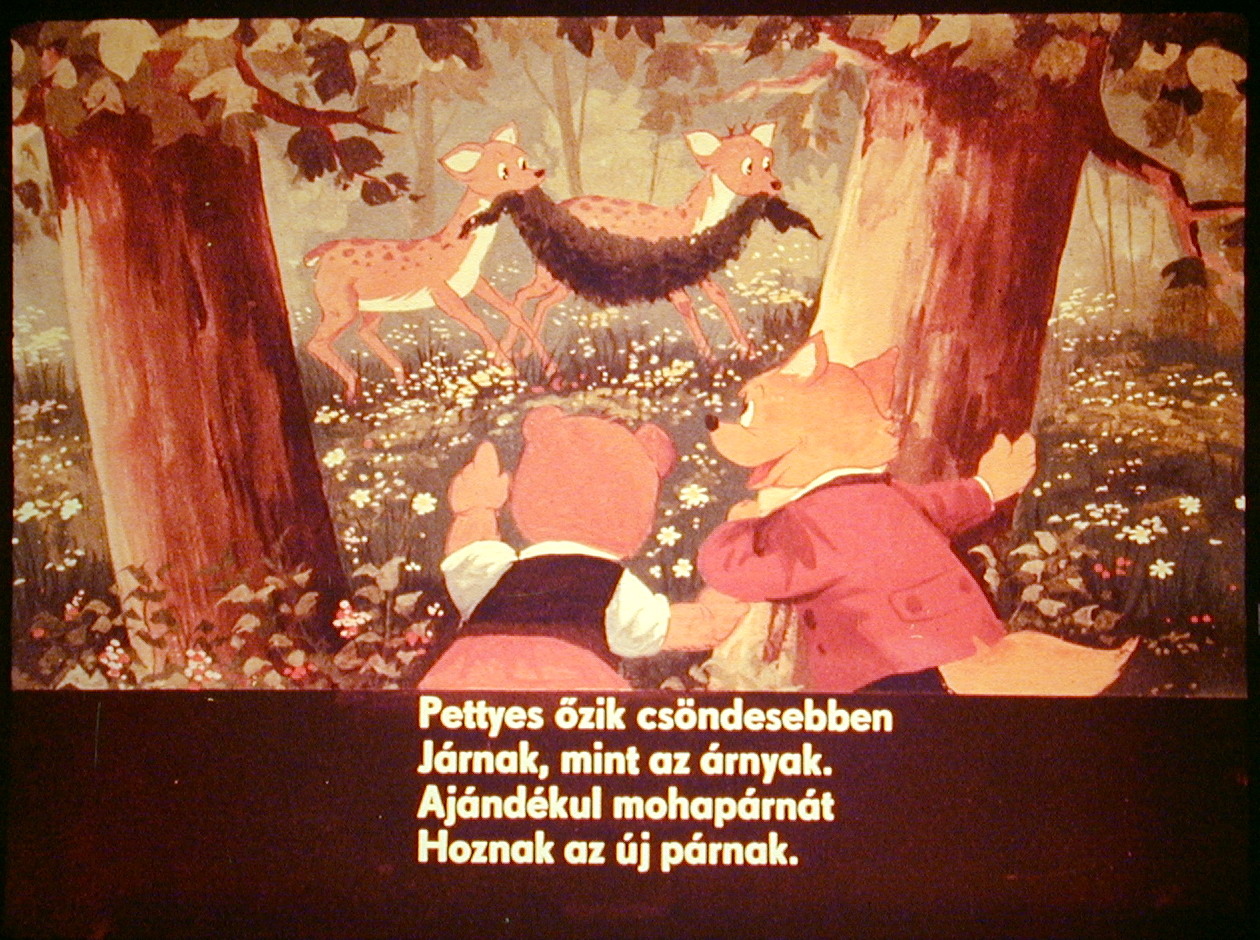 Pettyes őzik csöndesebben
Járnak, mint az árnyak.
Ajándékul mohapárnát
Hoznak az új párnak.